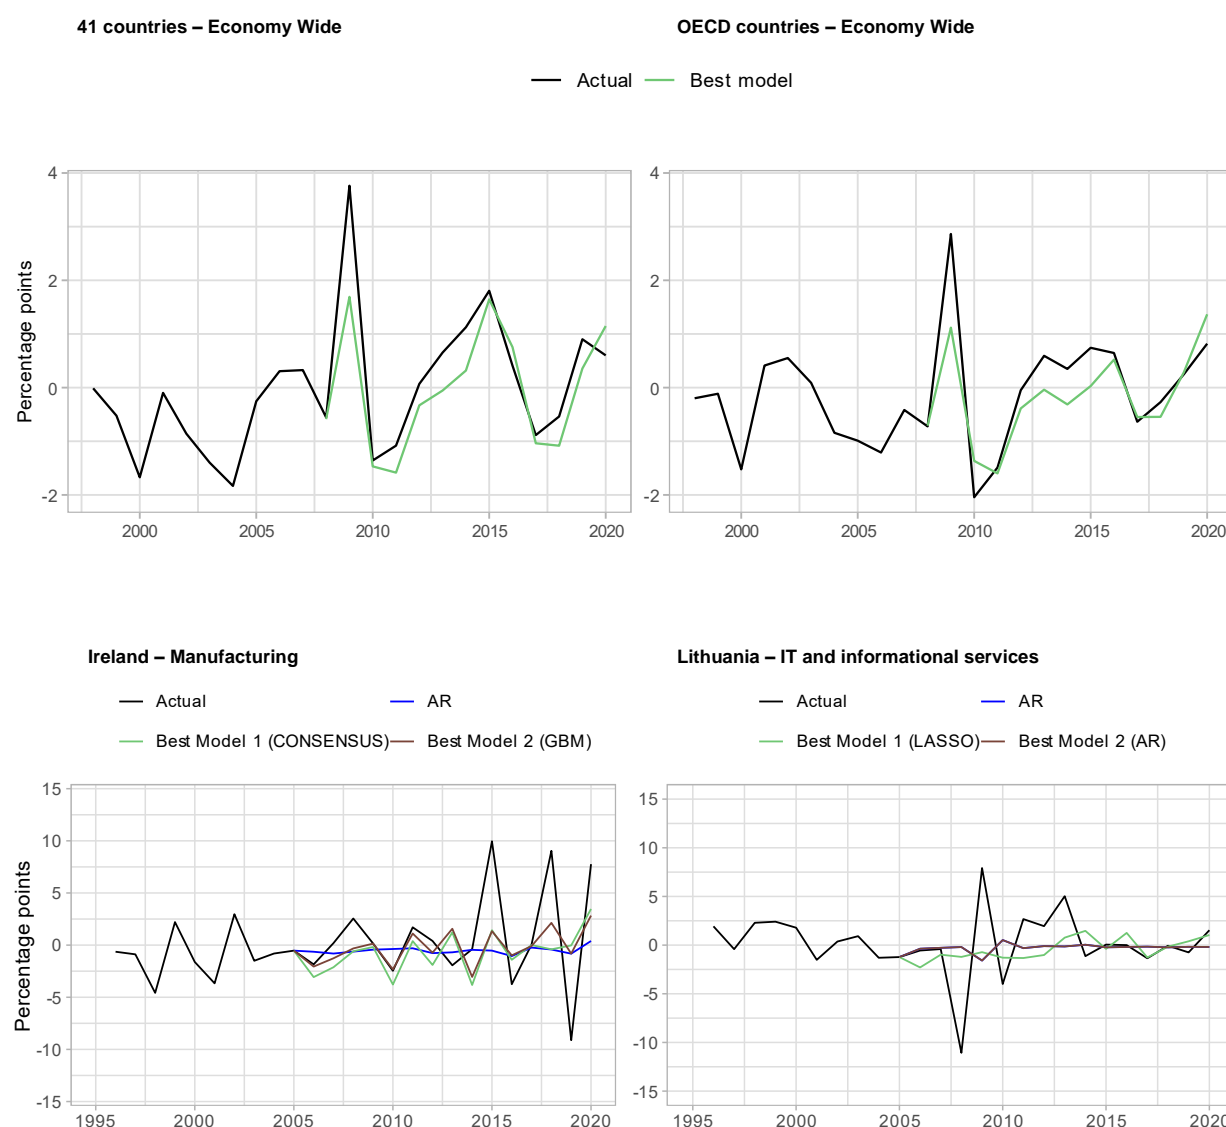 41 countries – Economy Wide
OECD countries – Economy Wide
Actual
Best model
Percentage points
4
2
0
-2
2000
2005
2010
2015
2020
4
2
0
-2
2000
2005
2010
2015
2020
Ireland – Manufacturing
Actual
AR
Best Model 1 (CONSENSUS)
Best Model 2 (GBM)
Percentage points
15
10
5
0
-5
-10
-15
1995
2000
2005
2010
2015
2020
Lithuania – IT and informational services
Actual
AR
Best Model 1 (LASSO)
Best Model 2 (AR)
15
10
5
0
-5
-10
-15
1995
2000
2005
2010
2015
2020